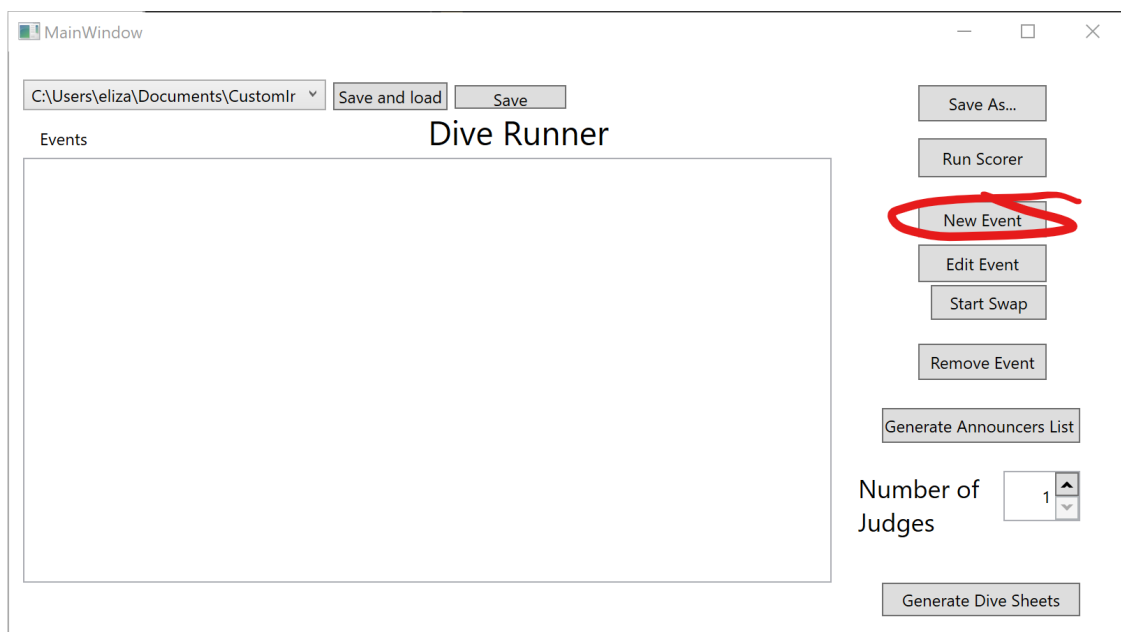 MainWindow
C:\Users\eliza\Documents\CustomIr
Save and load
Save
Save As...
Events
Dive Runner
Run Scorer
New Event
Edit Event
Start Swap
Remove Event
Generate Announcers List
Number of
Judges
1
Generate Dive Sheets